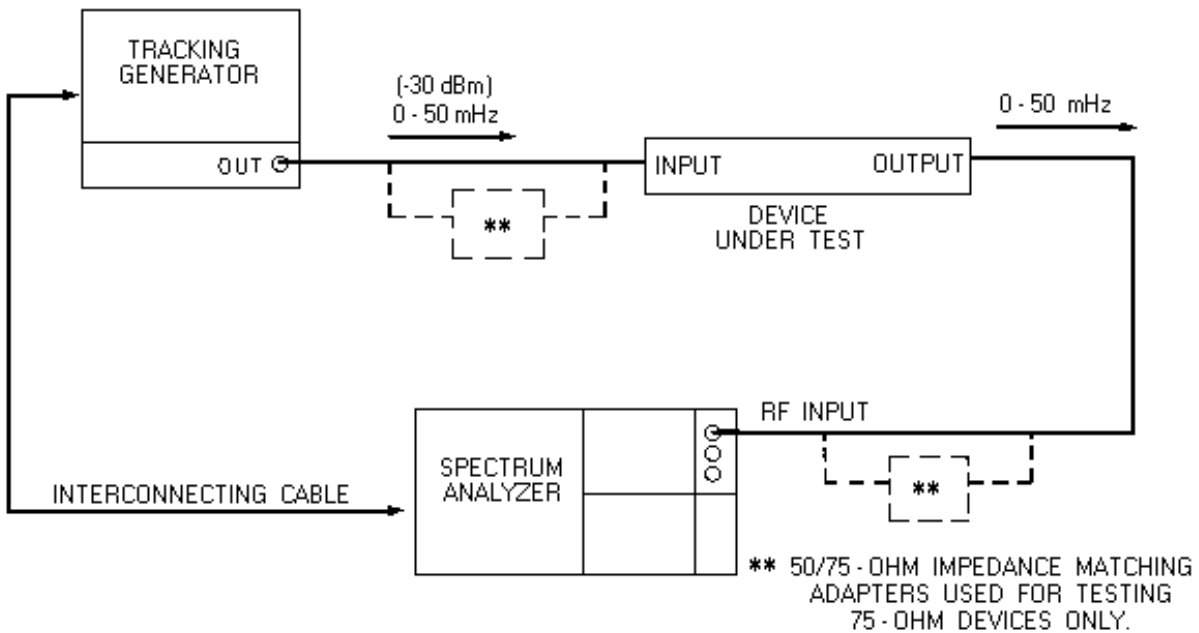 TRACKING
GENERATOR
OUT
(-30 dBm)
0 - 50 mHz
**
INPUT
OUTPUT
0 - 50 mHz
DEVICE
UNDER TEST
INTERCONNECTING CABLE
SPECTRUM
ANALYZER
RF INPUT
**
** 50/75 - OHM IMPEDANCE MATCHING
ADAPTERS USED FOR TESTING
75 - OHM DEVICES ONLY.